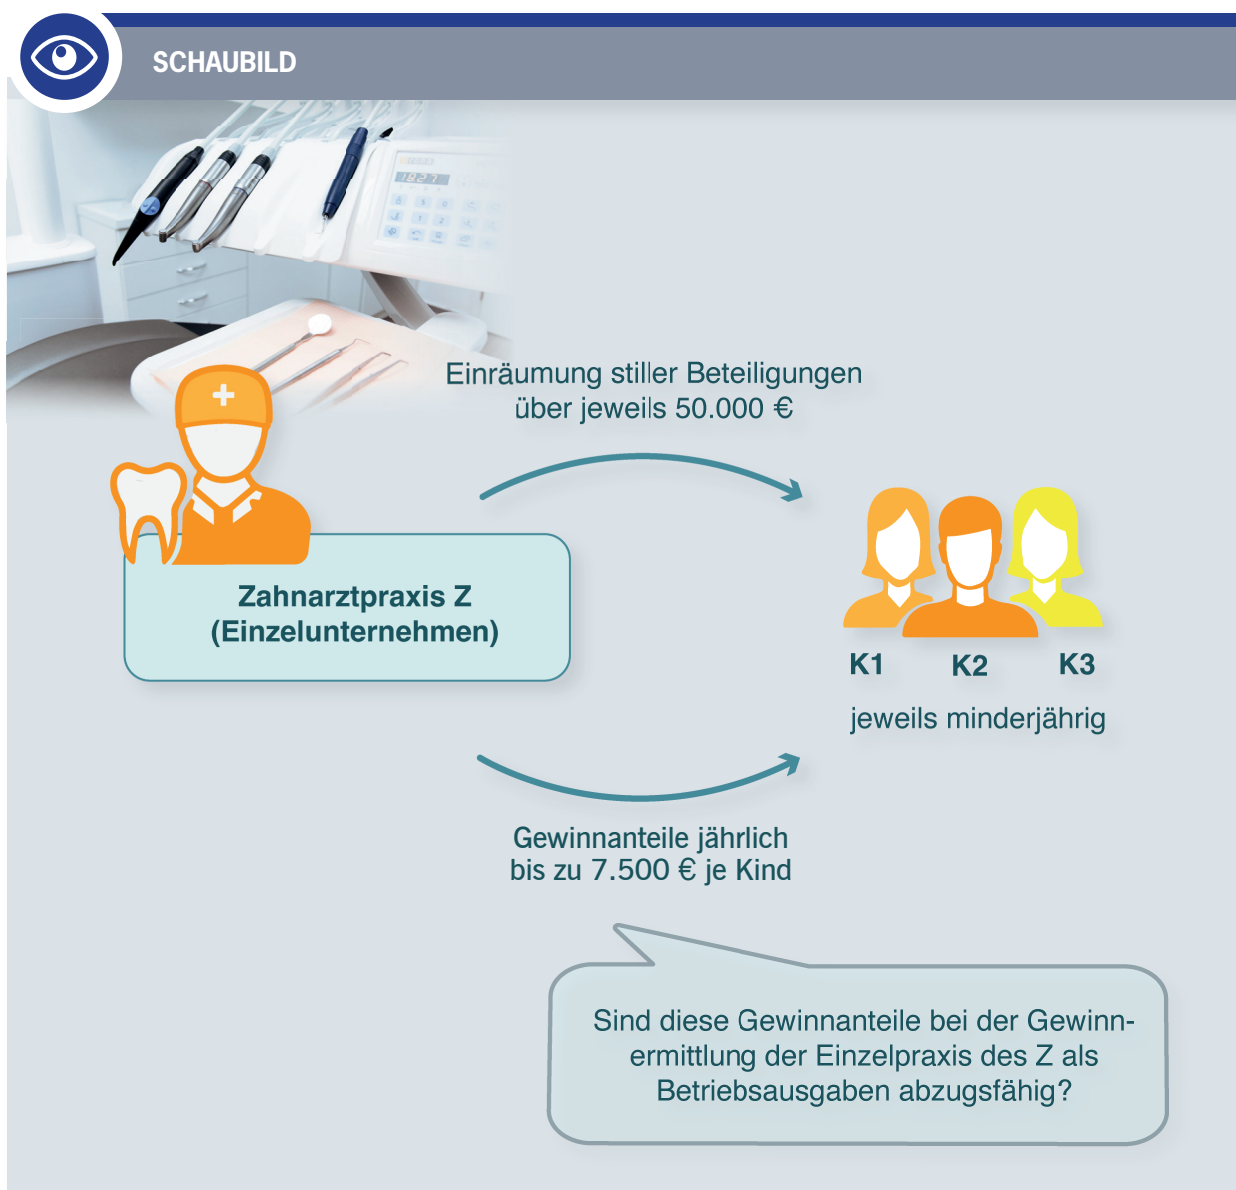 SCHAUBILD
Einräumung stiller Beteiligungen
über jeweils 50.000 €
Zahnarztpraxis Z
(Einzelunternehmen)
K1 K2 K3
jeweils minderjährig
Gewinnanteile jährlich
bis zu 7.500 € je Kind
Sind diese Gewinnanteile bei der Gewinn-
ermittlung der Einzelpraxis des Z als
Betriebsausgaben abzugsfähig?